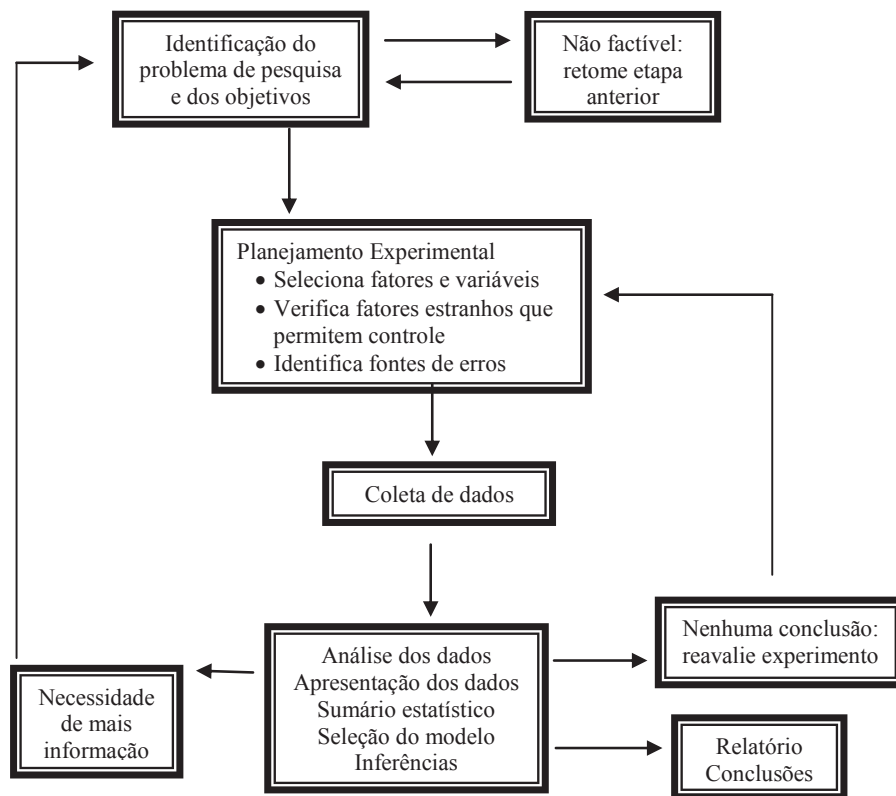 Identificação do
problema de pesquisa
e dos objetivos
Não factível:
retome etapa
anterior
Planejamento Experimental
• Seleciona fatores e variáveis
• Verifica fatores estranhos que
permitem controle
• Identifica fontes de erros
Coleta de dados
Análise dos dados
Apresentação dos dados
Sumário estatístico
Seleção do modelo
Inferências
Nenhuma conclusão:
reavalie experimento
Necessidade
de mais
informação
Relatório
Conclusões